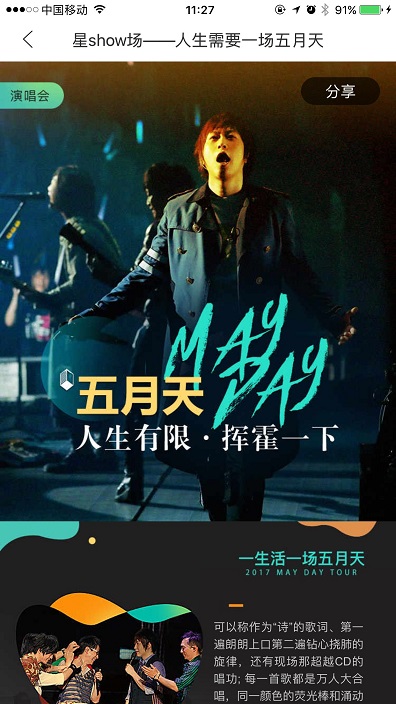 中国移动
11:27
91%
星show场——人生需要一场五月天
演唱会
分享
MAY
DAY
五月天
人生有限·挥霍一下
一生活一场五月天
2017 MAY DAY TOUR
可以称作为“诗”的歌词、第一
遍朗朗上口第二遍钻心挠肺的
旋律，还有现场那超越CD的
唱功; 每一首歌都是万人大合
唱，同一颜色的荧光棒和涌动